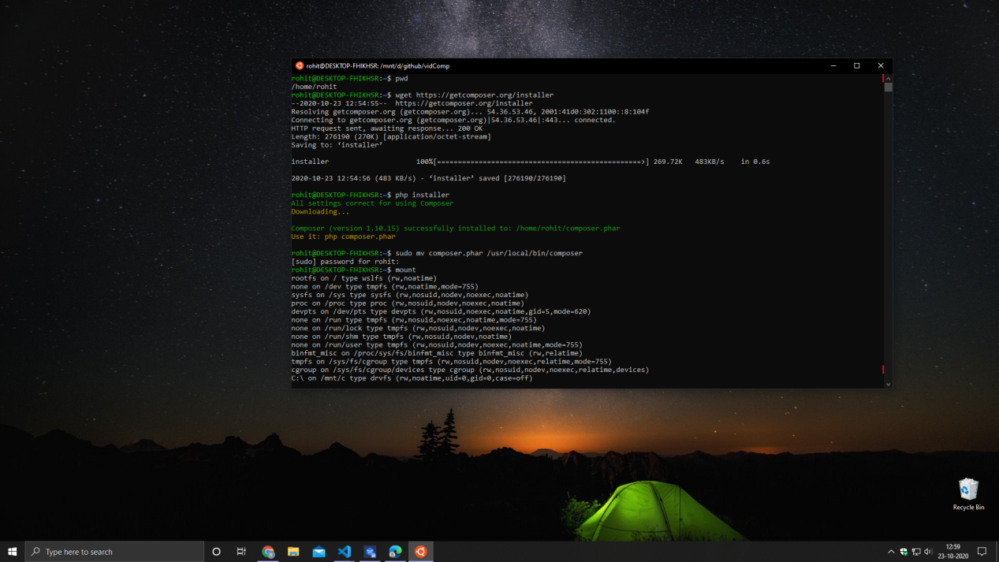 rohit@DESKTOP-FHIKHSR: /mnt/d/github/vidComp
rohit@DESKTOP-FHIKHSR:~$ pwd
/home/rohit
rohit@DESKTOP-FHIKHSR:~$ wget https://getcomposer.org/installer
--2020-10-23 12:54:55--  https://getcomposer.org/installer
Resolving getcomposer.org (getcomposer.org)... 54.36.53.46, 2001:41d0:302:1100::8:104f
Connecting to getcomposer.org (getcomposer.org)|54.36.53.46|:443... connected.
HTTP request sent, awaiting response... 200 OK
Length: 276190 (270K) [application/octet-stream]
Saving to: ‘installer’
installer                     100%[=================================================>] 269.72K   483KB/s    in 0.6s
2020-10-23 12:54:56 (483 KB/s) - ‘installer’ saved [276190/276190]
rohit@DESKTOP-FHIKHSR:~$ php installer
All settings correct for using Composer
Downloading...
Composer (version 1.10.15) successfully installed to: /home/rohit/composer.phar
Use it: php composer.phar
rohit@DESKTOP-FHIKHSR:~$ sudo mv composer.phar /usr/local/bin/composer
[sudo] password for rohit:
rohit@DESKTOP-FHIKHSR:~$ mount
rootfs on / type wslfs (rw,noatime)
none on /dev type tmpfs (rw,noatime,mode=755)
sysfs on /sys type sysfs (rw,nosuid,nodev,noexec,noatime)
proc on /proc type proc (rw,nosuid,nodev,noexec,noatime)
devpts on /dev/pts type devpts (rw,nosuid,noexec,noatime,gid=5,mode=620)
none on /run type tmpfs (rw,nosuid,noexec,noatime,mode=755)
none on /run/lock type tmpfs (rw,nosuid,nodev,noexec,noatime)
none on /run/shm type tmpfs (rw,nosuid,nodev,noatime)
none on /run/user type tmpfs (rw,nosuid,nodev,noexec,noatime,mode=755)
binfmt_misc on /proc/sys/fs/binfmt_misc type binfmt_misc (rw,relatime)
tmpfs on /sys/fs/cgroup type tmpfs (rw,nosuid,nodev,noexec,relatime,mode=755)
cgroup on /sys/fs/cgroup/devices type cgroup (rw,nosuid,nodev,noexec,relatime,devices)
C:\ on /mnt/c type drvfs (rw,noatime,uid=0,gid=0,case=off)
Recycle Bin
Type here to search
12:59
23-10-2020